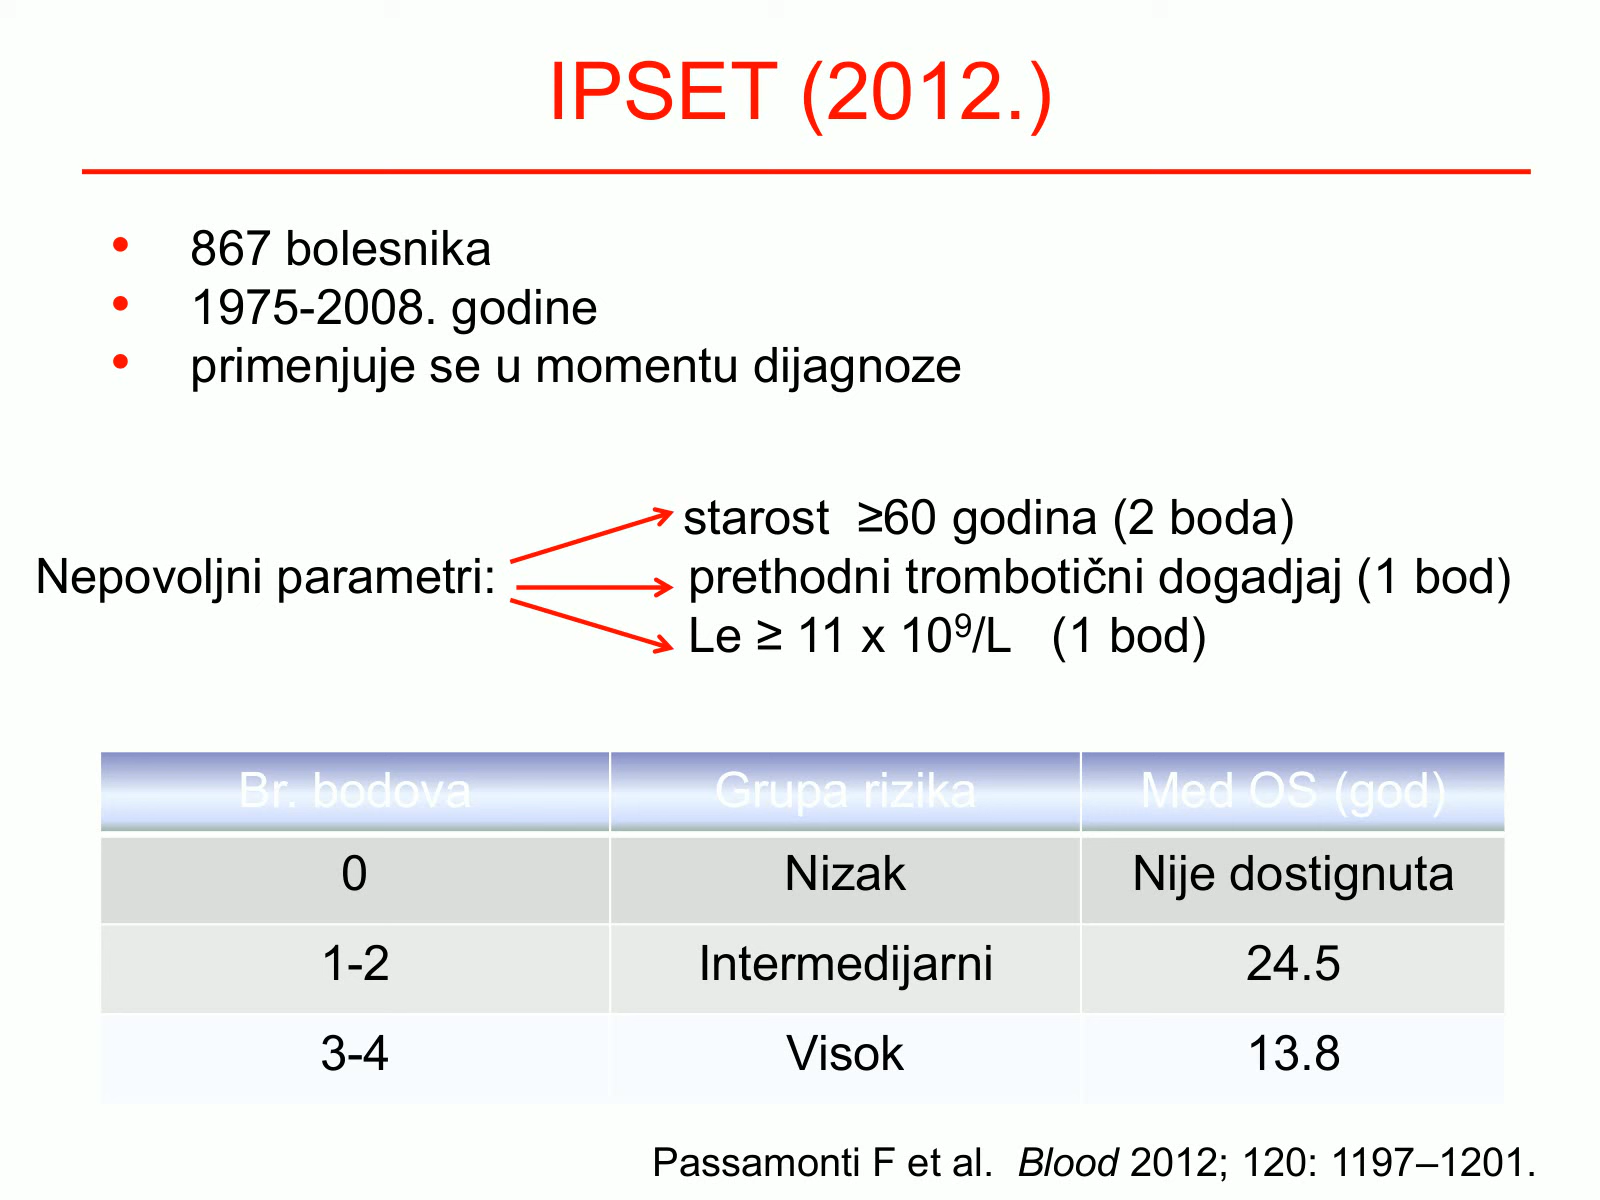 IPSET (2012.)
• 867 bolesnika
• 1975-2008. godine
• primenjuje se u momentu dijagnoze
starost ≥60 godina (2 boda)
Nepovoljni parametri: prethodni trombotični dogadjaj (1 bod)
Le ≥ 11 x 10⁹/L (1 bod)
Br. bodova Grupa rizika Med OS (god)
0 Nizak Nije dostignuta
1-2 Intermedijarni 24.5
3-4 Visok 13.8
Passamonti F et al. Blood 2012; 120: 1197–1201.